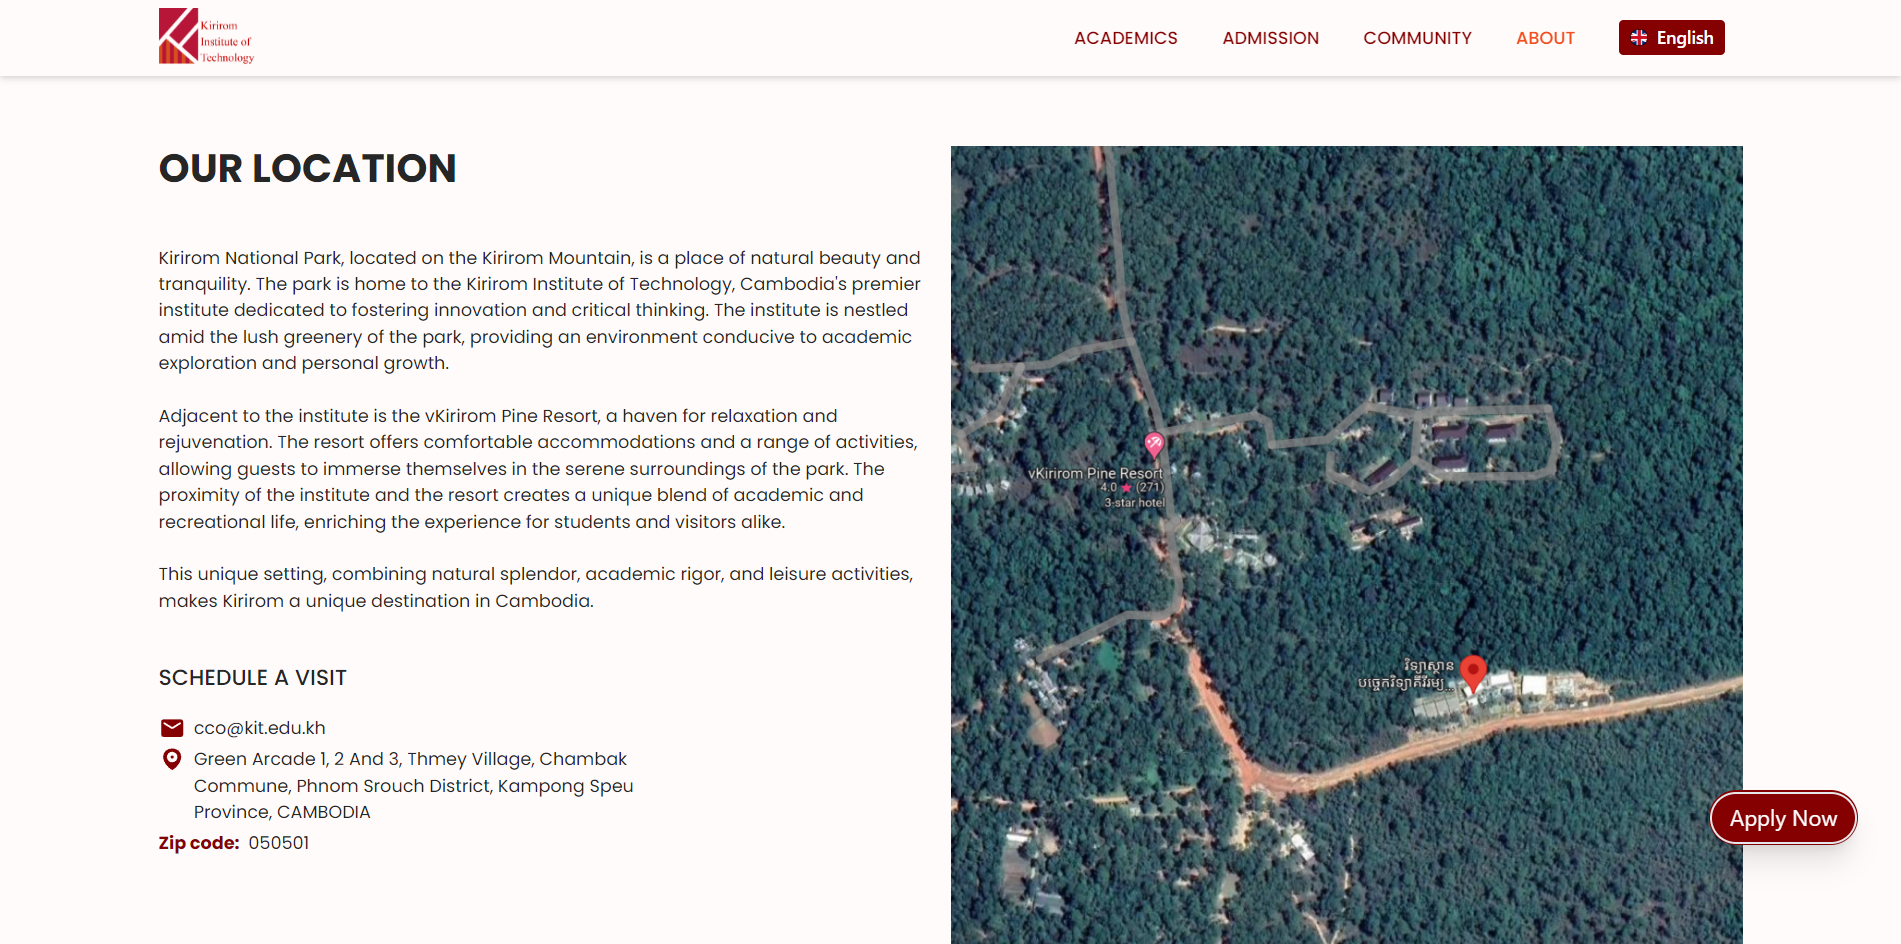 Kirirom
Institute of
Technology
ACADEMICS
ADMISSION
COMMUNITY
ABOUT
English
OUR LOCATION
Kirirom National Park, located on the Kirirom Mountain, is a place of natural beauty and
tranquility. The park is home to the Kirirom Institute of Technology, Cambodia's premier
institute dedicated to fostering innovation and critical thinking. The institute is nestled
amid the lush greenery of the park, providing an environment conducive to academic
exploration and personal growth.
Adjacent to the institute is the vKirirom Pine Resort, a haven for relaxation and
rejuvenation. The resort offers comfortable accommodations and a range of activities,
allowing guests to immerse themselves in the serene surroundings of the park. The
proximity of the institute and the resort creates a unique blend of academic and
recreational life, enriching the experience for students and visitors alike.
This unique setting, combining natural splendor, academic rigor, and leisure activities,
makes Kirirom a unique destination in Cambodia.
SCHEDULE A VISIT
cco@kit.edu.kh
Green Arcade 1, 2 And 3, Thmey Village, Chambak
Commune, Phnom Srouch District, Kampong Speu
Province, CAMBODIA
Zip code: 050501
vKirirom Pine Resort
4.0 ★ (271)
3-star hotel
វិទ្យាស្ថាន
បច្ចេកវិទ្យាគីរីរម្យ...
Apply Now